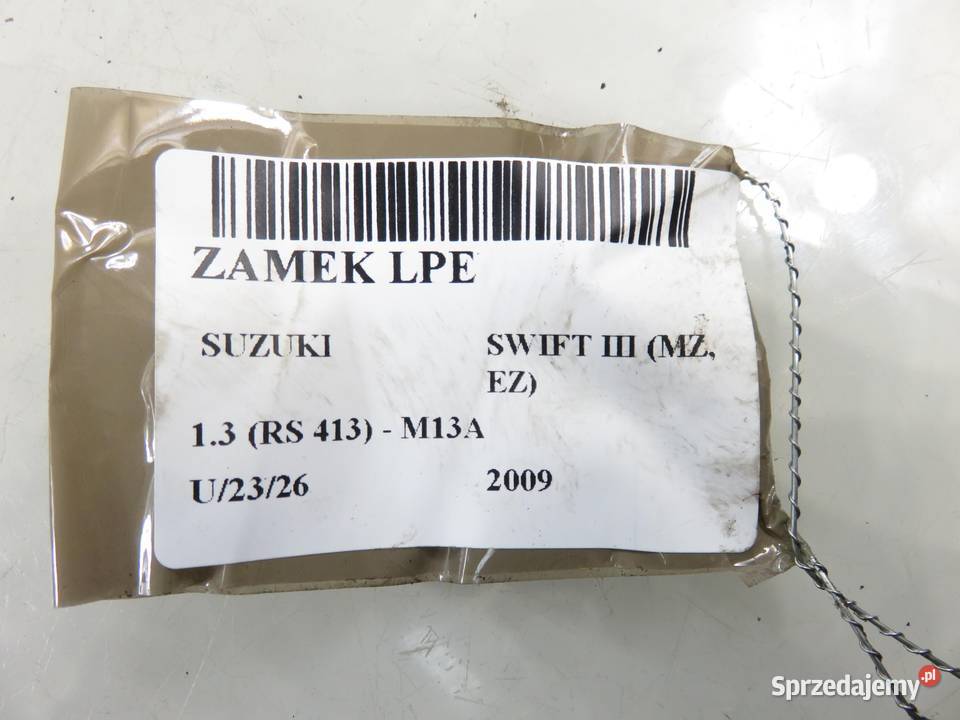 ZAMEK LPE
SUZUKI
SWIFT III (MZ,
EZ)
1.3 (RS 413) - M13A
U/23/26
2009
Sprzedajemy.pl